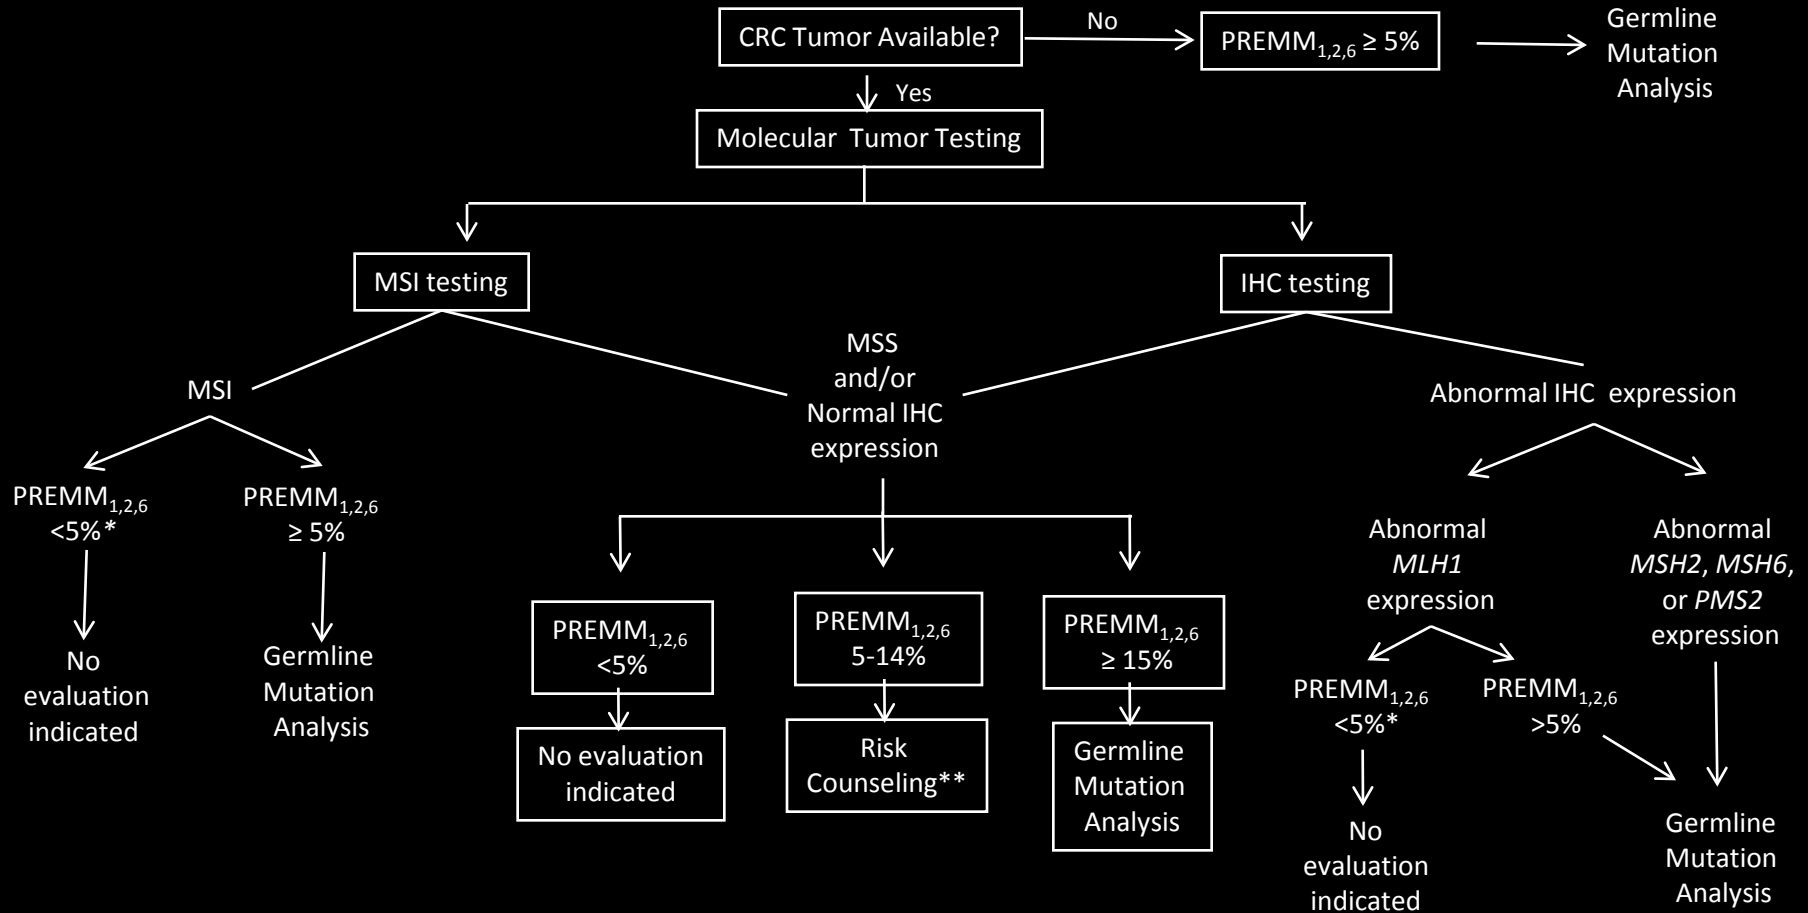 CRC Tumor Available?
No
PREMM1,2,6 ≥ 5%
Germline
Mutation
Analysis
Yes
Molecular Tumor Testing
MSI testing
IHC testing
MSI
MSS
and/or
Normal IHC
expression
Abnormal IHC expression
PREMM1,2,6
<5%*
PREMM1,2,6
≥ 5%
No
evaluation
indicated
Germline
Mutation
Analysis
PREMM1,2,6
<5%
PREMM1,2,6
5-14%
PREMM1,2,6
≥ 15%
No evaluation
indicated
Risk
Counseling**
Germline
Mutation
Analysis
Abnormal
MLH1
expression
Abnormal
MSH2, MSH6,
or PMS2
expression
PREMM1,2,6
<5%*
PREMM1,2,6
>5%
No
evaluation
indicated
Germline
Mutation
Analysis